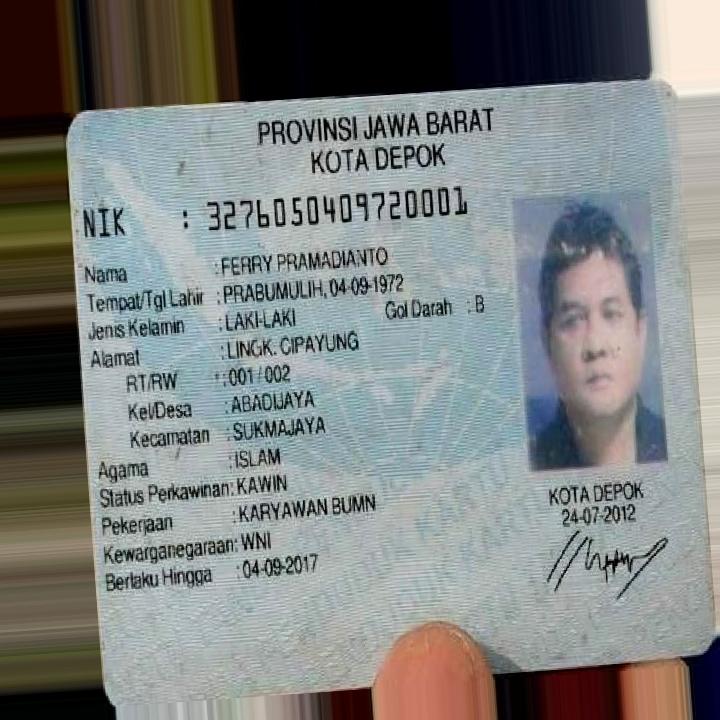 PROVINSI JAWA BARAT
KOTA DEPOK
NIK : 3276050409720001
Nama : FERRY PRAMADIANTO
Tempat/Tgl Lahir : PRABUMULIH, 04-09-1972
Jenis Kelamin : LAKI-LAKI Gol Darah : B
Alamat : LINGK. CIPAYUNG
RT/RW : 001 / 002
Kel/Desa : ABADIJAYA
Kecamatan : SUKMAJAYA
Agama : ISLAM
Status Perkawinan: KAWIN
Pekerjaan : KARYAWAN BUMN
Kewarganegaraan: WNI
Berlaku Hingga : 04-09-2017
KOTA DEPOK
24-07-2012